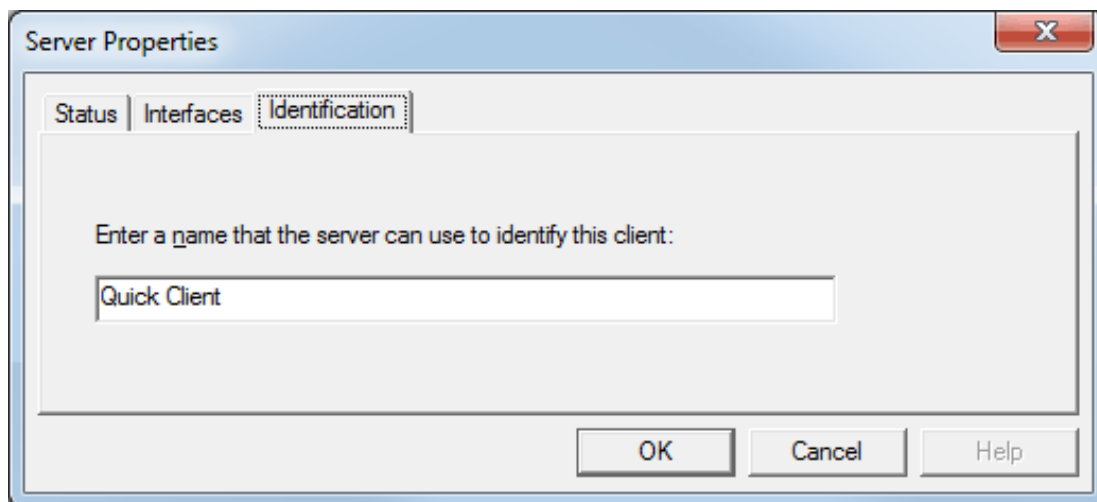 Server Properties
Status Interfaces Identification
Enter a name that the server can use to identify this client:
Quick Client
OK Cancel Help